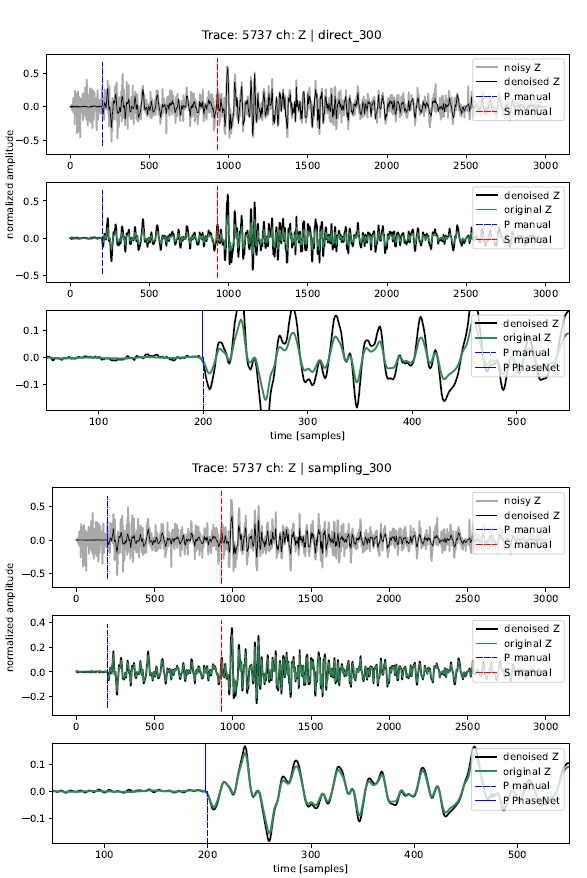 Trace: 5737 ch: Z | direct_300
0.5
0.0
−0.5
noisy Z
denoised Z
P manual
S manual
0 500 1000 1500 2000 2500 3000
normalized amplitude
0.5
0.0
−0.5
denoised Z
original Z
P manual
S manual
0 500 1000 1500 2000 2500 3000
0.1
0.0
−0.1
denoised Z
original Z
P manual
P PhaseNet
100 200 300 400 500
time [samples]
Trace: 5737 ch: Z | sampling_300
0.5
0.0
−0.5
noisy Z
denoised Z
P manual
S manual
0 500 1000 1500 2000 2500 3000
normalized amplitude
0.4
0.2
0.0
−0.2
denoised Z
original Z
P manual
S manual
0 500 1000 1500 2000 2500 3000
0.1
0.0
−0.1
denoised Z
original Z
P manual
P PhaseNet
100 200 300 400 500
time [samples]